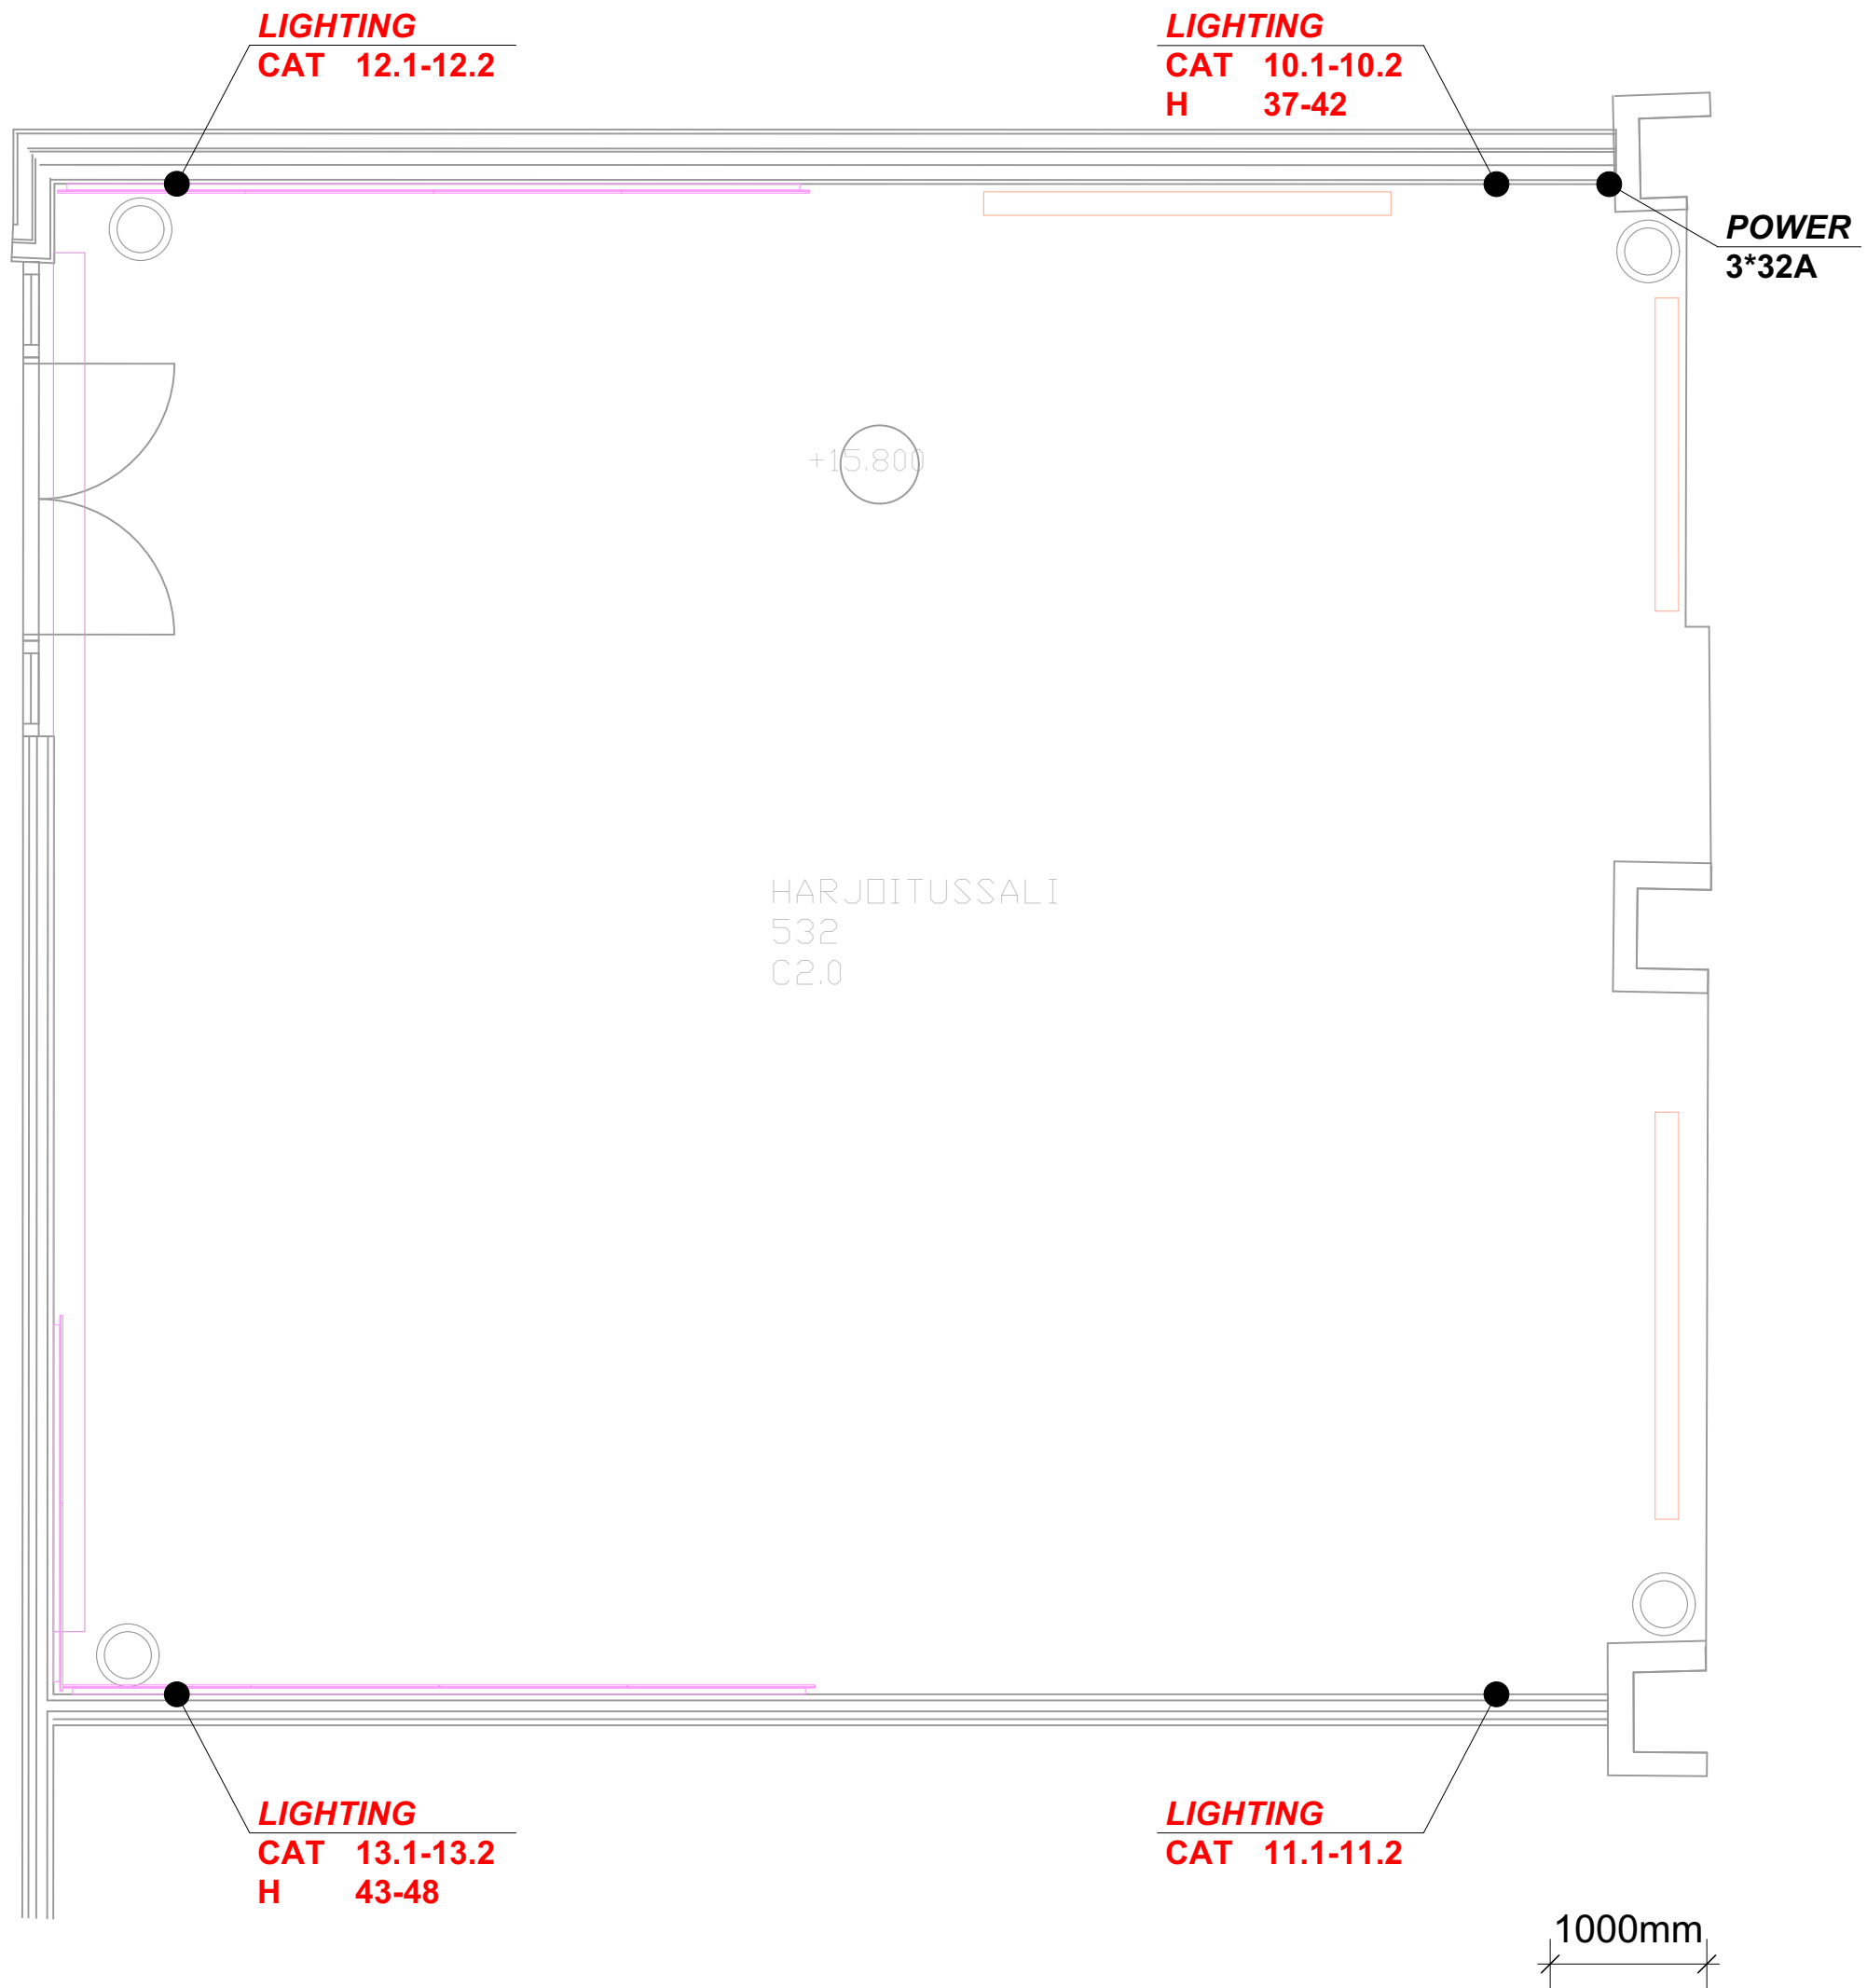 LIGHTING
CAT 12.1-12.2
LIGHTING
CAT 10.1-10.2
H 37-42
POWER
3*32A
+15.800
HARJOITUSSALI
532
C2.0
LIGHTING
CAT 13.1-13.2
H 43-48
LIGHTING
CAT 11.1-11.2
1000mm